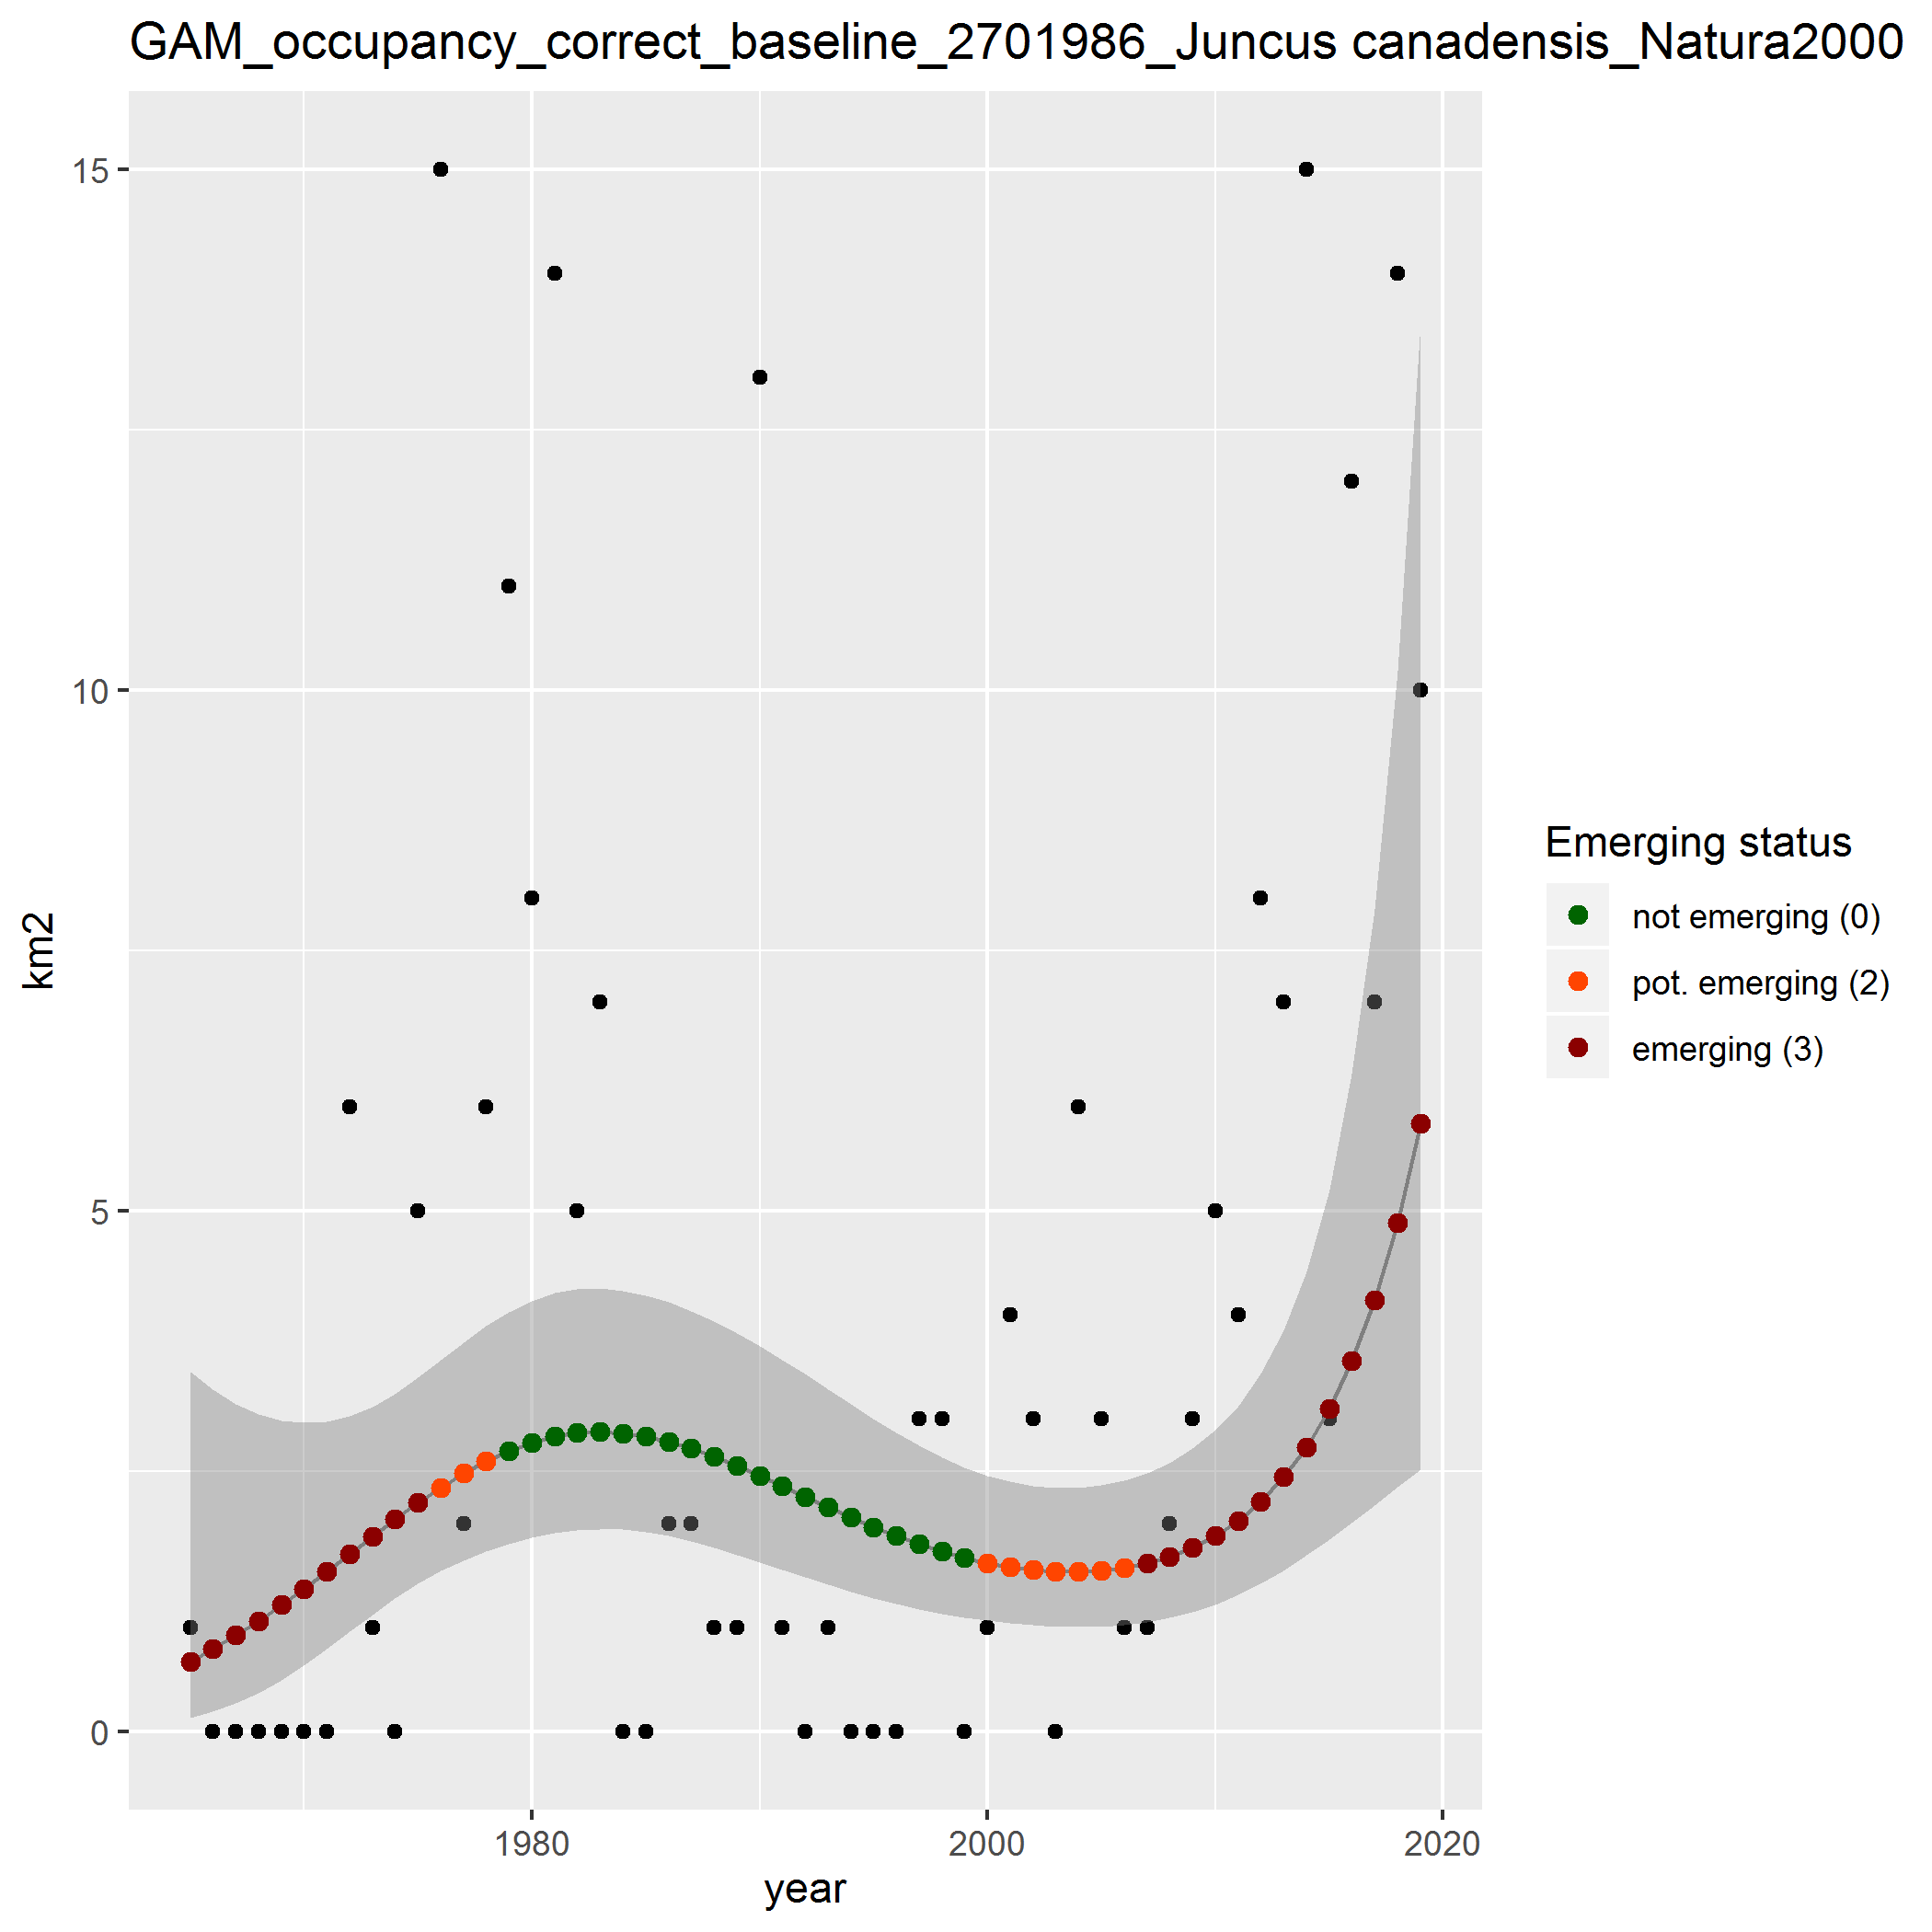 GAM_occupancy_correct_baseline_2701986_Juncus canadensis_Natura2000
15
10
5
0
km2
1980
2000
2020
year
Emerging status
not emerging (0)
pot. emerging (2)
emerging (3)